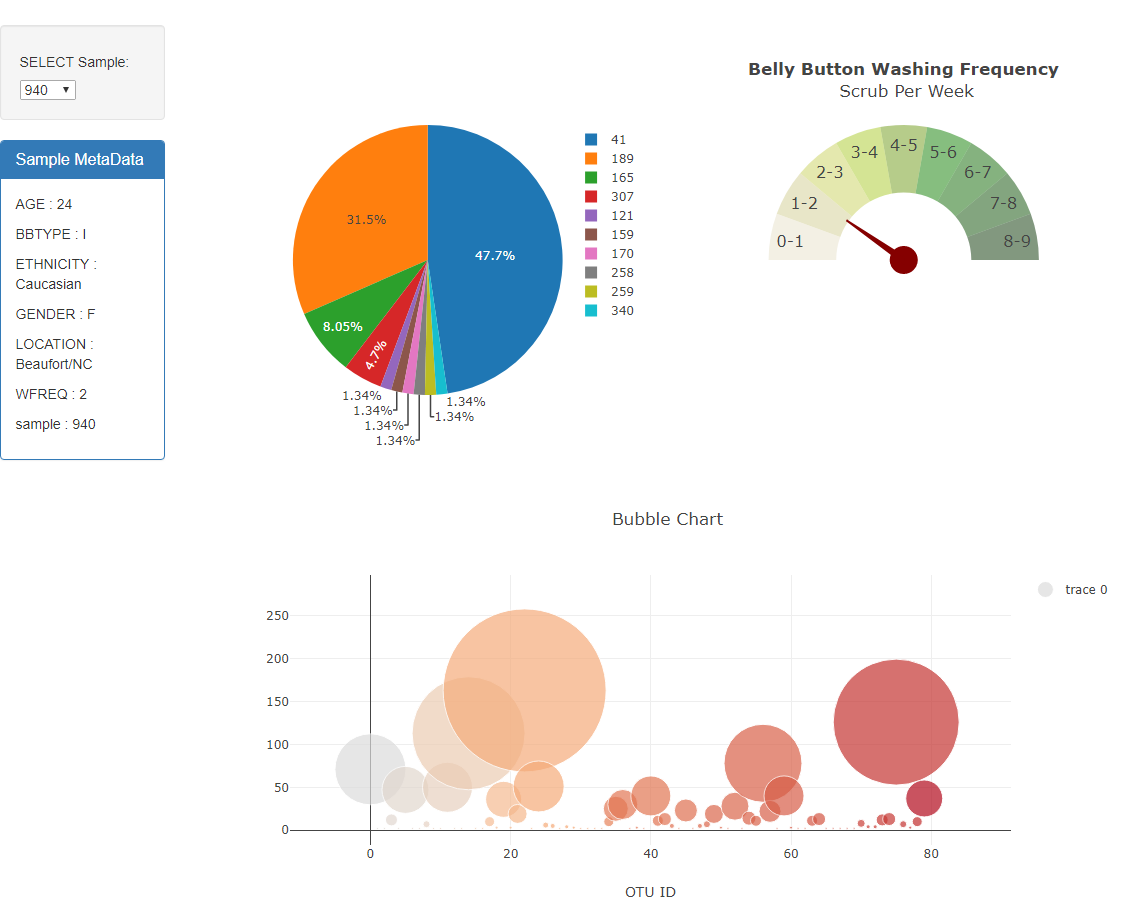 SELECT Sample:
940
Sample MetaData
AGE : 24
BBTYPE : I
ETHNICITY :
Caucasian
GENDER : F
LOCATION :
Beaufort/NC
WFREQ : 2
sample : 940
47.7%
31.5%
8.05%
4.7%
1.34%
1.34%
1.34%
1.34%
1.34%
1.34%
41
189
165
307
121
159
170
258
259
340
Belly Button Washing Frequency
Scrub Per Week
0-1
1-2
2-3
3-4
4-5
5-6
6-7
7-8
8-9
Bubble Chart
trace 0
250
200
150
100
50
0
0 20 40 60 80
OTU ID